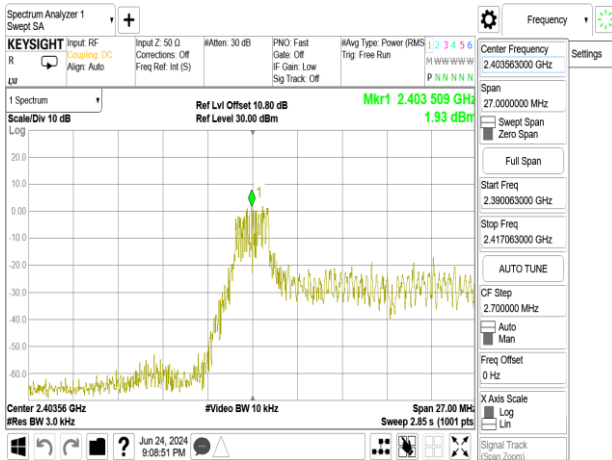 Spectrum Analyzer 1
Swept SA
Frequency
KEYSIGHT
R
Input: RF
Coupling: DC
Align: Auto
Input Z: 50 Ω
Corrections: Off
Freq Ref: Int (S)
#Atten: 30 dB
PNO: Fast
Gate: Off
IF Gain: Low
Sig Track: Off
#Avg Type: Power (RMS
Trig: Free Run
1 2 3 4 5 6
M W W W W W
P N N N N N
1 Spectrum
Scale/Div 10 dB
Ref Lvl Offset 10.80 dB
Ref Level 30.00 dBm
Mkr1 2.403 509 GHz
1.93 dBm
Log
20.0
10.0
0.00
-10.0
-20.0
-30.0
-40.0
-50.0
-60.0
1
Center 2.40356 GHz
#Res BW 3.0 kHz
#Video BW 10 kHz
Span 27.00 MHz
Sweep 2.85 s (1001 pts
Jun 24, 2024
9:08:51 PM
Center Frequency
2.403563000 GHz
Settings
Span
27.0000000 MHz
Swept Span
Zero Span
Full Span
Start Freq
2.390063000 GHz
Stop Freq
2.417063000 GHz
AUTO TUNE
CF Step
2.700000 MHz
Auto
Man
Freq Offset
0 Hz
X Axis Scale
Log
Lin
Signal Track
(Span Zoom)